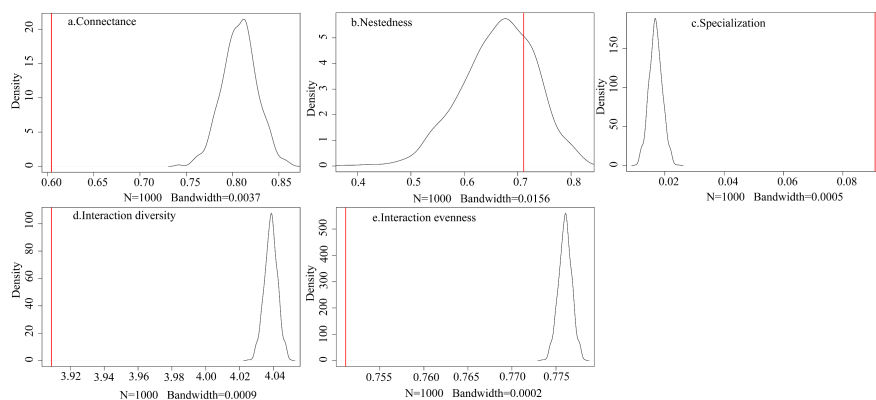 a.Connectance
Density
20
15
10
5
0
0.60 0.65 0.70 0.75 0.80 0.85
N=1000 Bandwidth=0.0037
b.Nestedness
Density
5
4
3
2
1
0
0.4 0.5 0.6 0.7 0.8
N=1000 Bandwidth=0.0156
c.Specialization
Density
150
100
50
0
0.02 0.04 0.06 0.08
N=1000 Bandwidth=0.0005
d.Interaction diversity
Density
100
80
60
40
20
0
3.92 3.94 3.96 3.98 4.00 4.02 4.04
N=1000 Bandwidth=0.0009
e.Interaction evenness
Density
500
400
300
200
100
0
0.755 0.760 0.765 0.770 0.775
N=1000 Bandwidth=0.0002